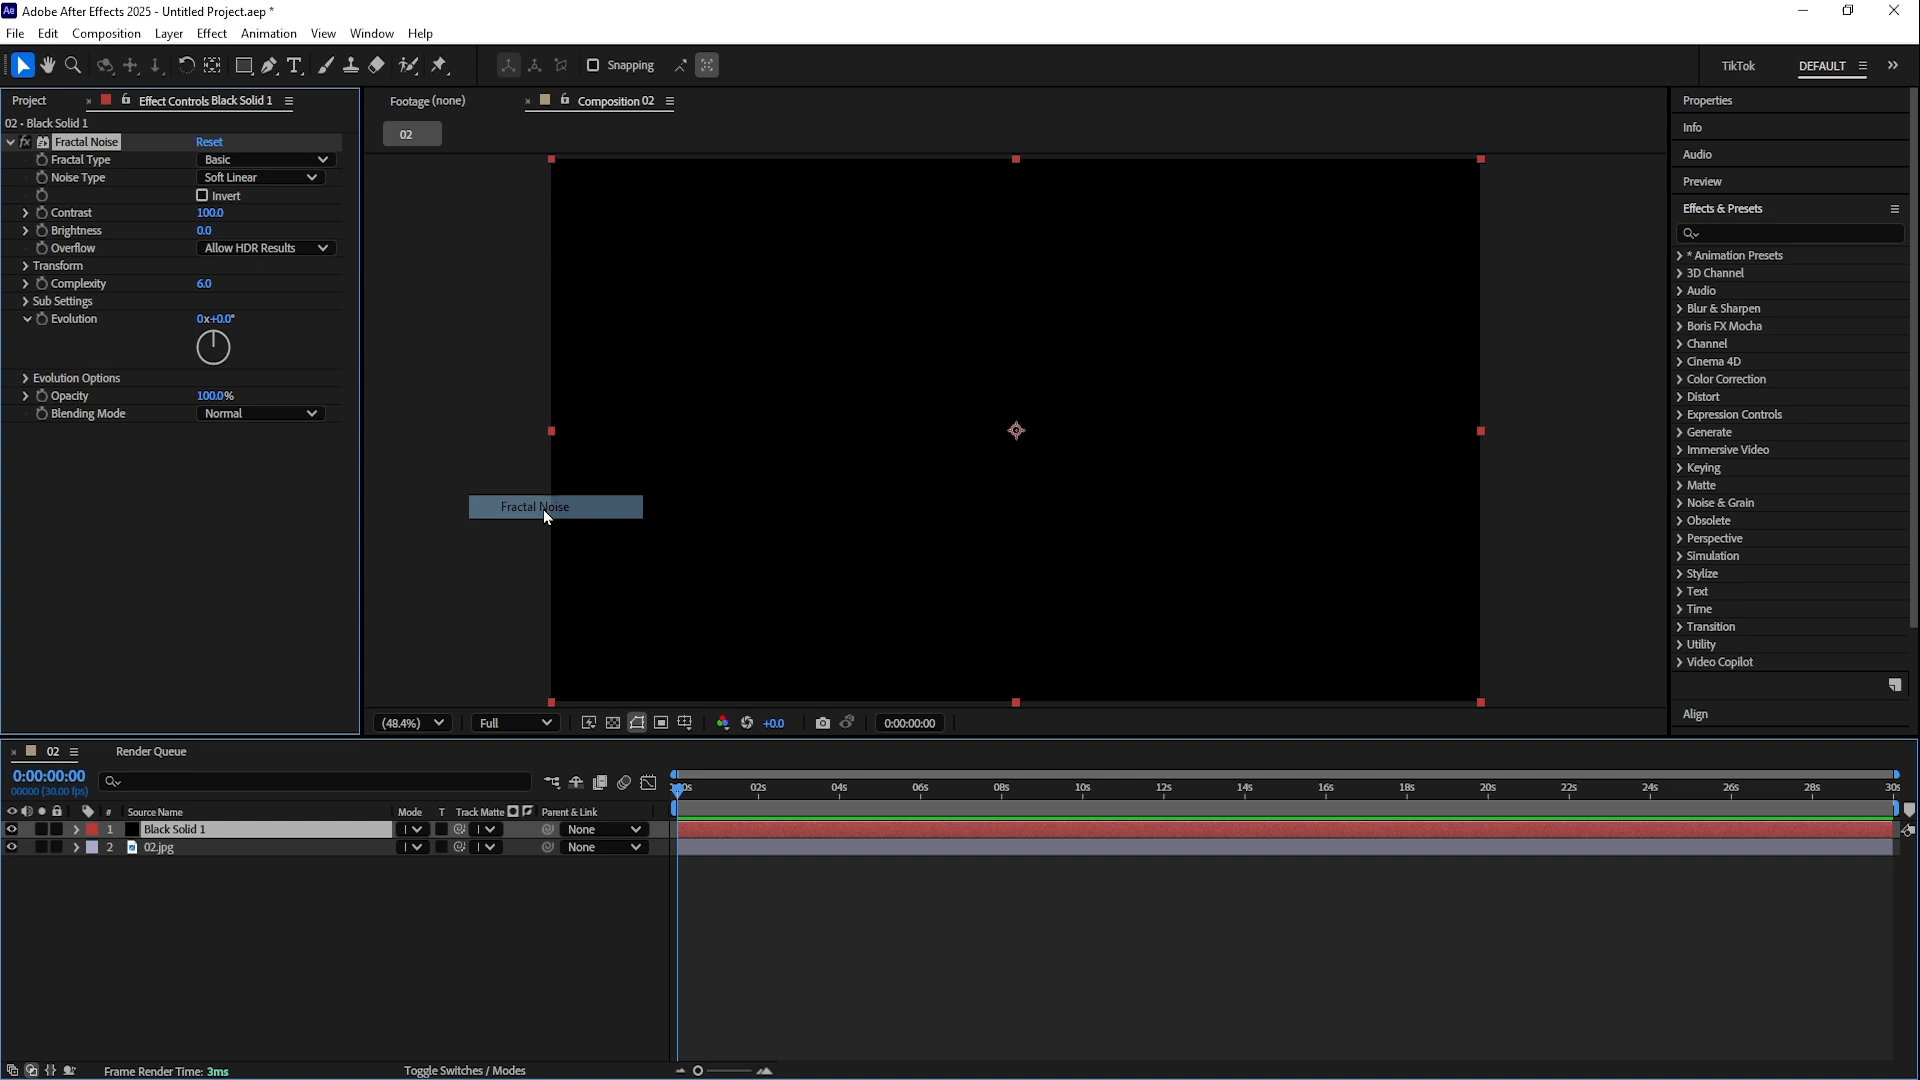 Adobe After Effects 2025 - Untitled Project.aep *
File Edit Composition Layer Effect Animation View Window Help
Snapping
TikTok DEFAULT
Project Effect Controls Black Solid 1
02 • Black Solid 1
Fractal Noise Reset
Fractal Type Basic
Noise Type Soft Linear
Invert
Contrast 100.0
Brightness 0.0
Overflow Allow HDR Results
Transform
Complexity 6.0
Sub Settings
Evolution 0x+0.0°
Evolution Options
Opacity 100.0%
Blending Mode Normal
Footage (none) Composition 02
02
Fractal Noise
(48.4%) Full +0.0 0:00:00:00
Properties
Info
Audio
Preview
Effects & Presets
* Animation Presets
3D Channel
Audio
Blur & Sharpen
Boris FX Mocha
Channel
Cinema 4D
Color Correction
Distort
Expression Controls
Generate
Immersive Video
Keying
Matte
Noise & Grain
Obsolete
Perspective
Simulation
Stylize
Text
Time
Transition
Utility
Video Copilot
Align
02 Render Queue
0:00:00:00
00000 (30.00 fps)
02s 04s 06s 08s 10s 12s 14s 16s 18s 20s 22s 24s 26s 28s 30s
# Source Name Mode T Track Matte Parent & Link
1 Black Solid 1 None
2 02.jpg None
Frame Render Time: 3ms Toggle Switches / Modes